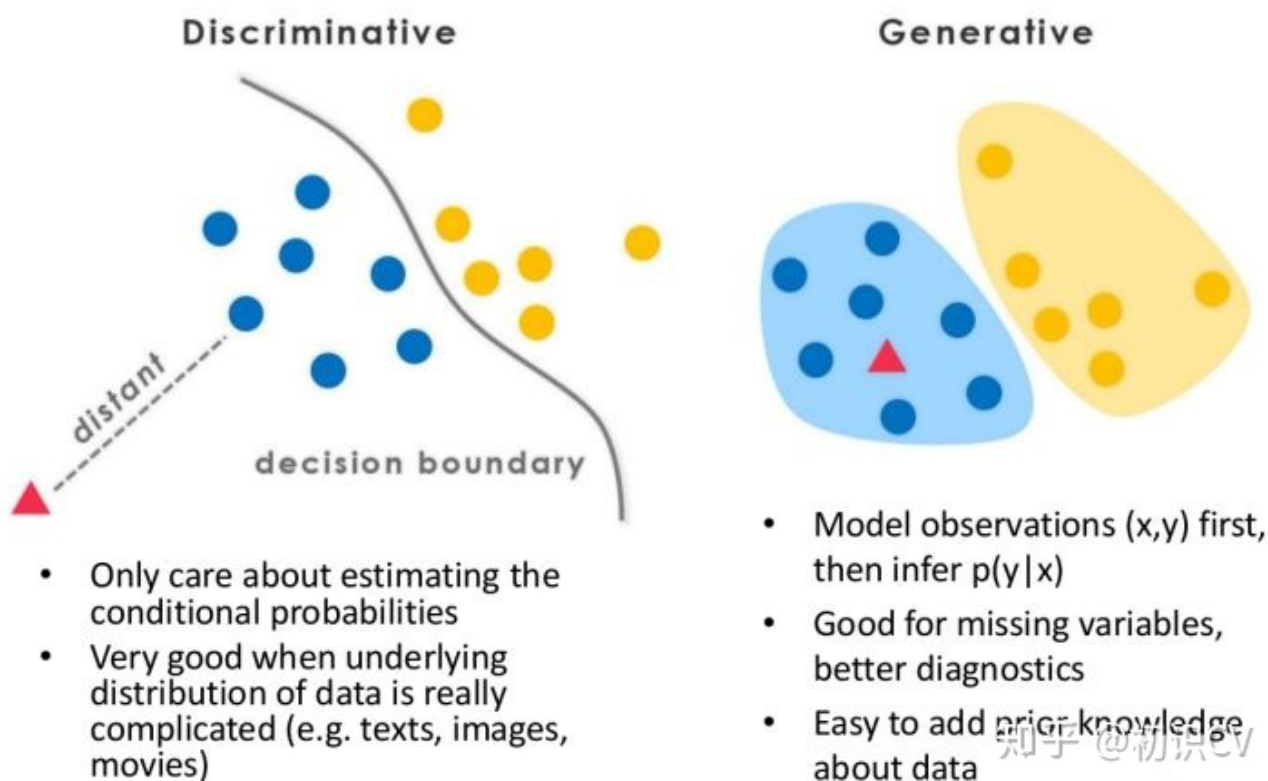 Discriminative
distant
decision boundary
• Only care about estimating the
conditional probabilities
• Very good when underlying
distribution of data is really
complicated (e.g. texts, images,
movies)
Generative
• Model observations (x,y) first,
then infer p(y|x)
• Good for missing variables,
better diagnostics
• Easy to add prior knowledge
about data
知乎 @初识CV